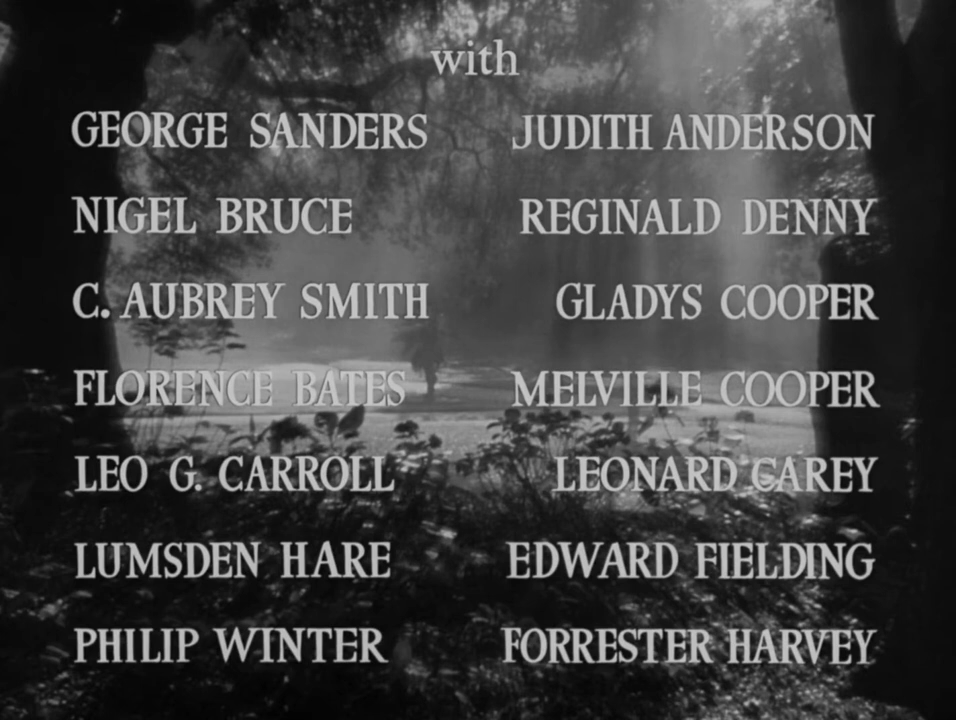 with
GEORGE SANDERS JUDITH ANDERSON
NIGEL BRUCE REGINALD DENNY
C. AUBREY SMITH GLADYS COOPER
FLORENCE BATES MELVILLE COOPER
LEO G. CARROLL LEONARD CAREY
LUMSDEN HARE EDWARD FIELDING
PHILIP WINTER FORRESTER HARVEY